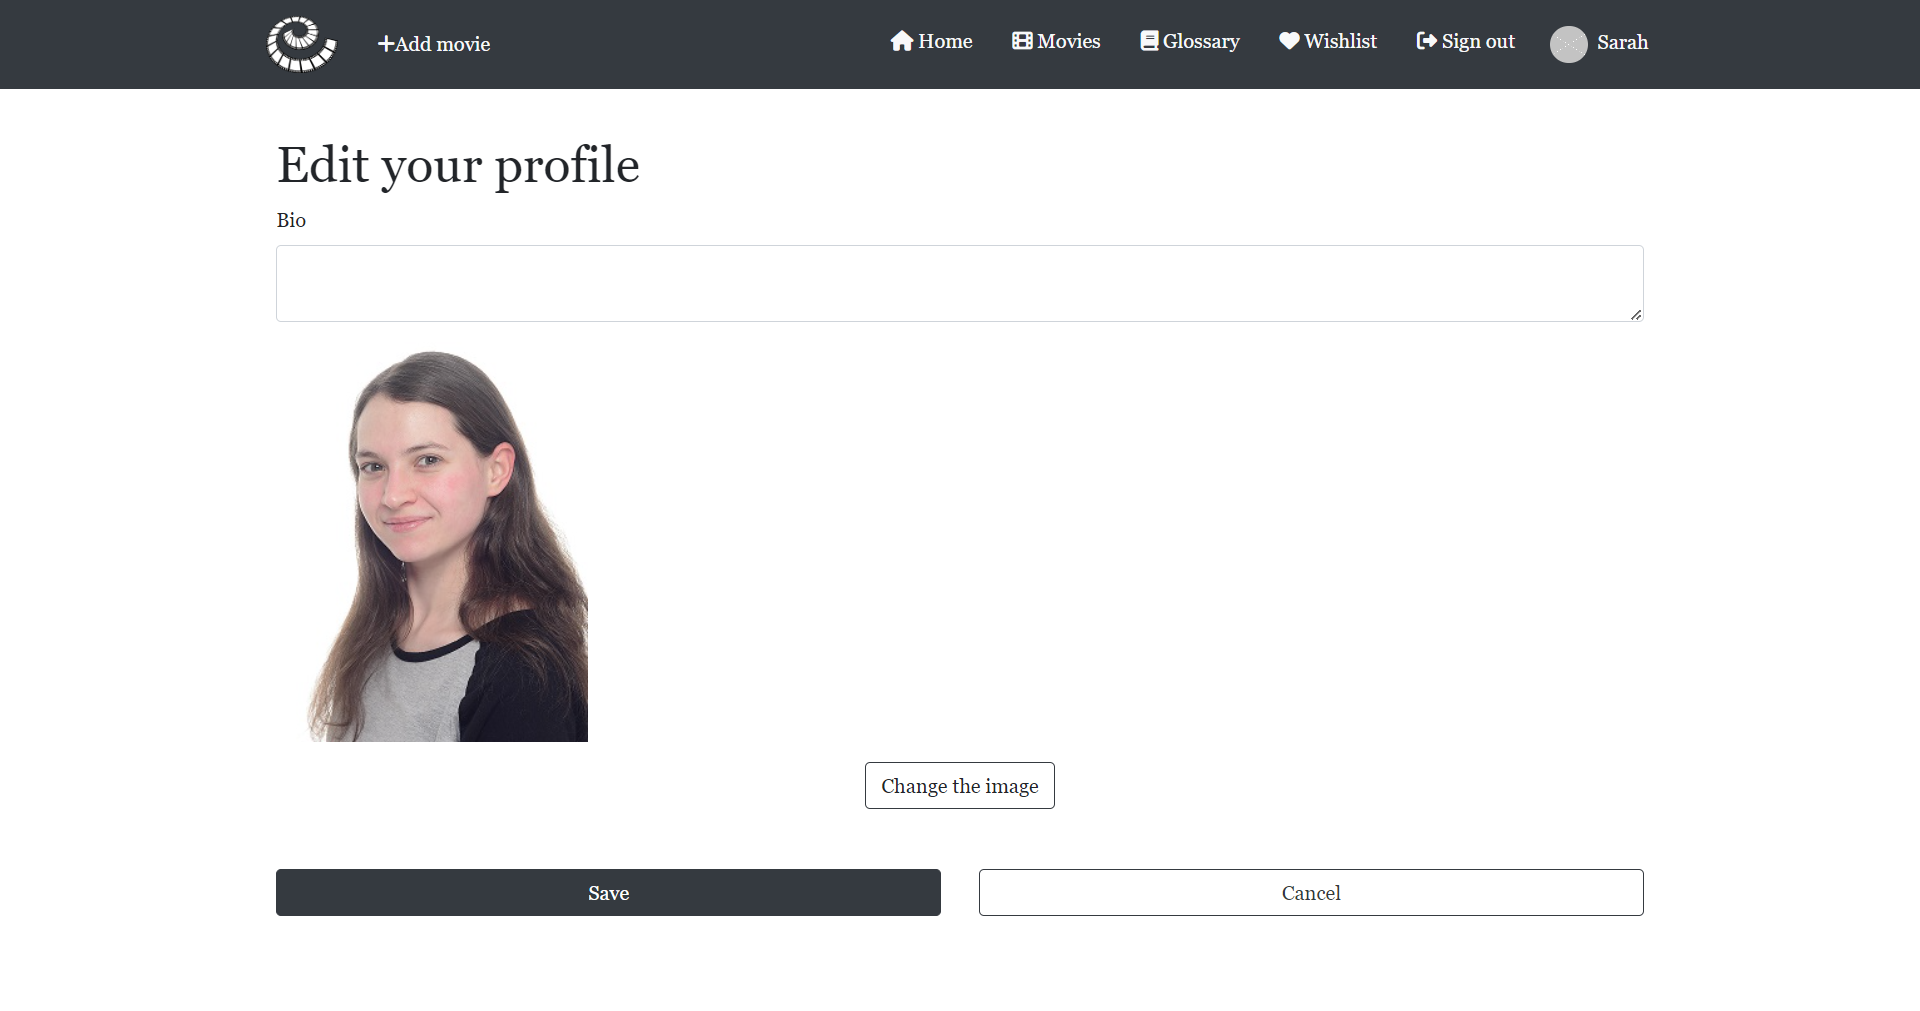 Add movie
Home
Movies
Glossary
Wishlist
Sign out
Sarah
Edit your profile
Bio
Change the image
Save
Cancel